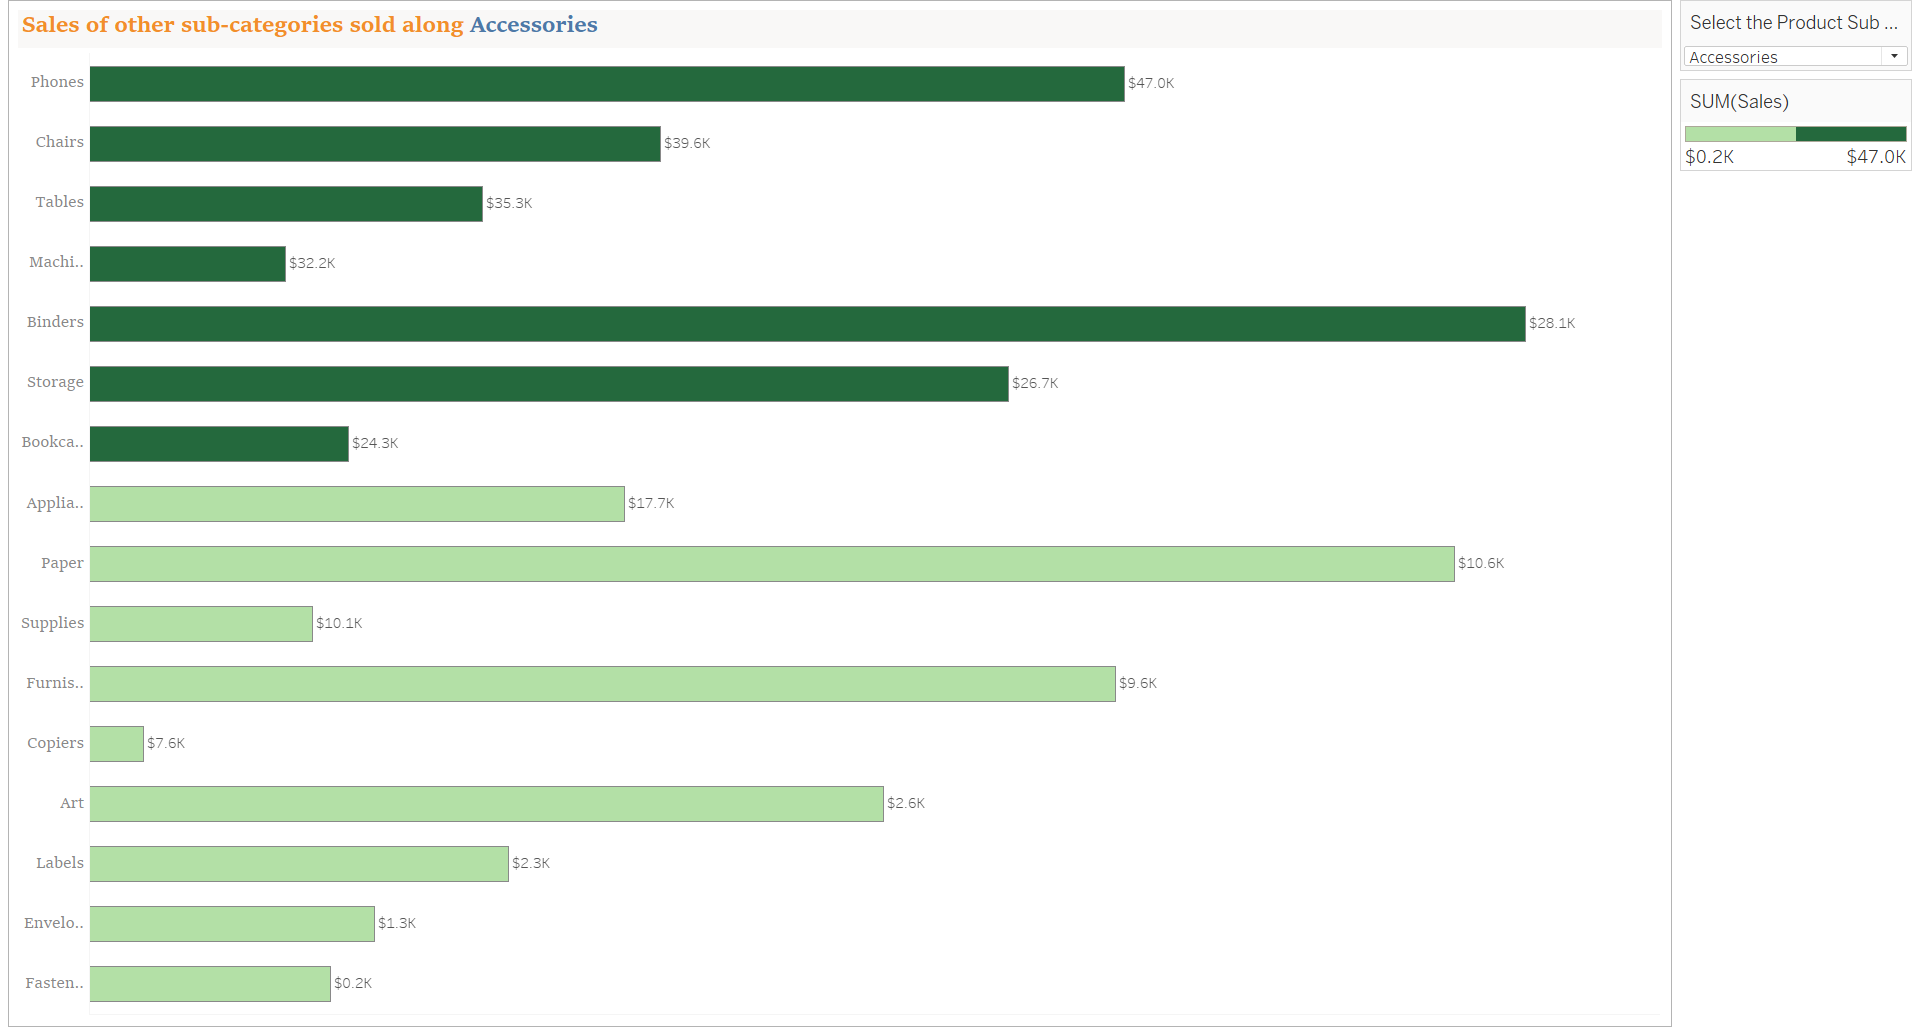 Sales of other sub-categories sold along Accessories
Phones $47.0K
Chairs $39.6K
Tables $35.3K
Machi.. $32.2K
Binders $28.1K
Storage $26.7K
Bookca.. $24.3K
Applia.. $17.7K
Paper $10.6K
Supplies $10.1K
Furnis.. $9.6K
Copiers $7.6K
Art $2.6K
Labels $2.3K
Envelo.. $1.3K
Fasten.. $0.2K
Select the Product Sub ...
Accessories
SUM(Sales)
$0.2K $47.0K